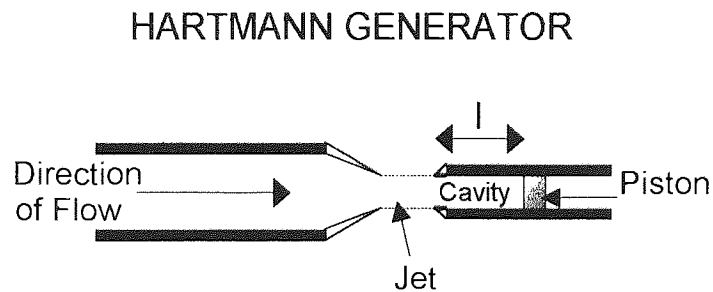 HARTMANN GENERATOR
l
Direction
of Flow
Cavity
Piston
Jet